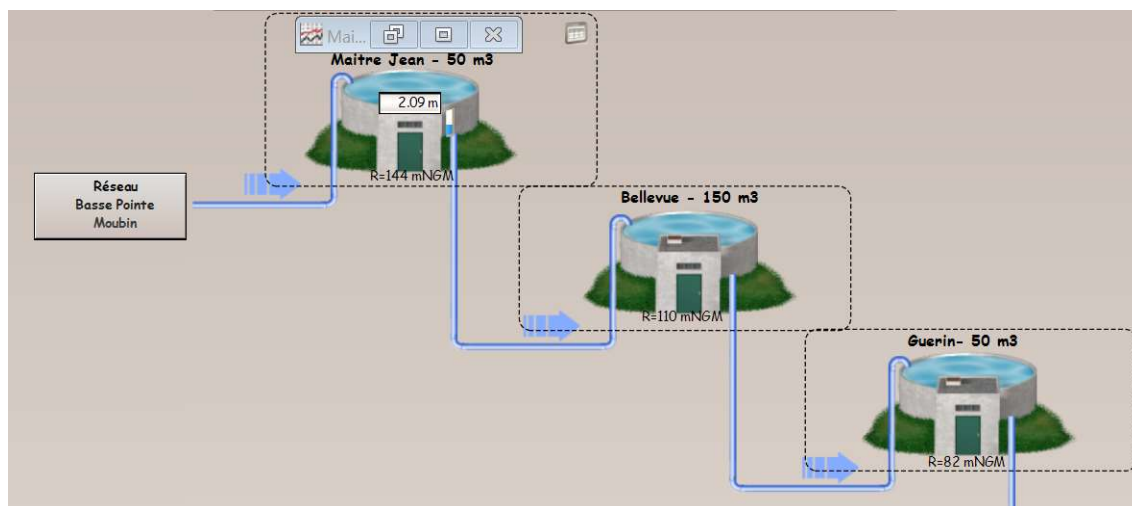 Mai...
Maitre Jean - 50 m3
2.09 m
R=144 mNGM
Réseau
Basse Pointe
Moubin
Bellevue - 150 m3
R=110 mNGM
Guerin- 50 m3
R=82 mNGM